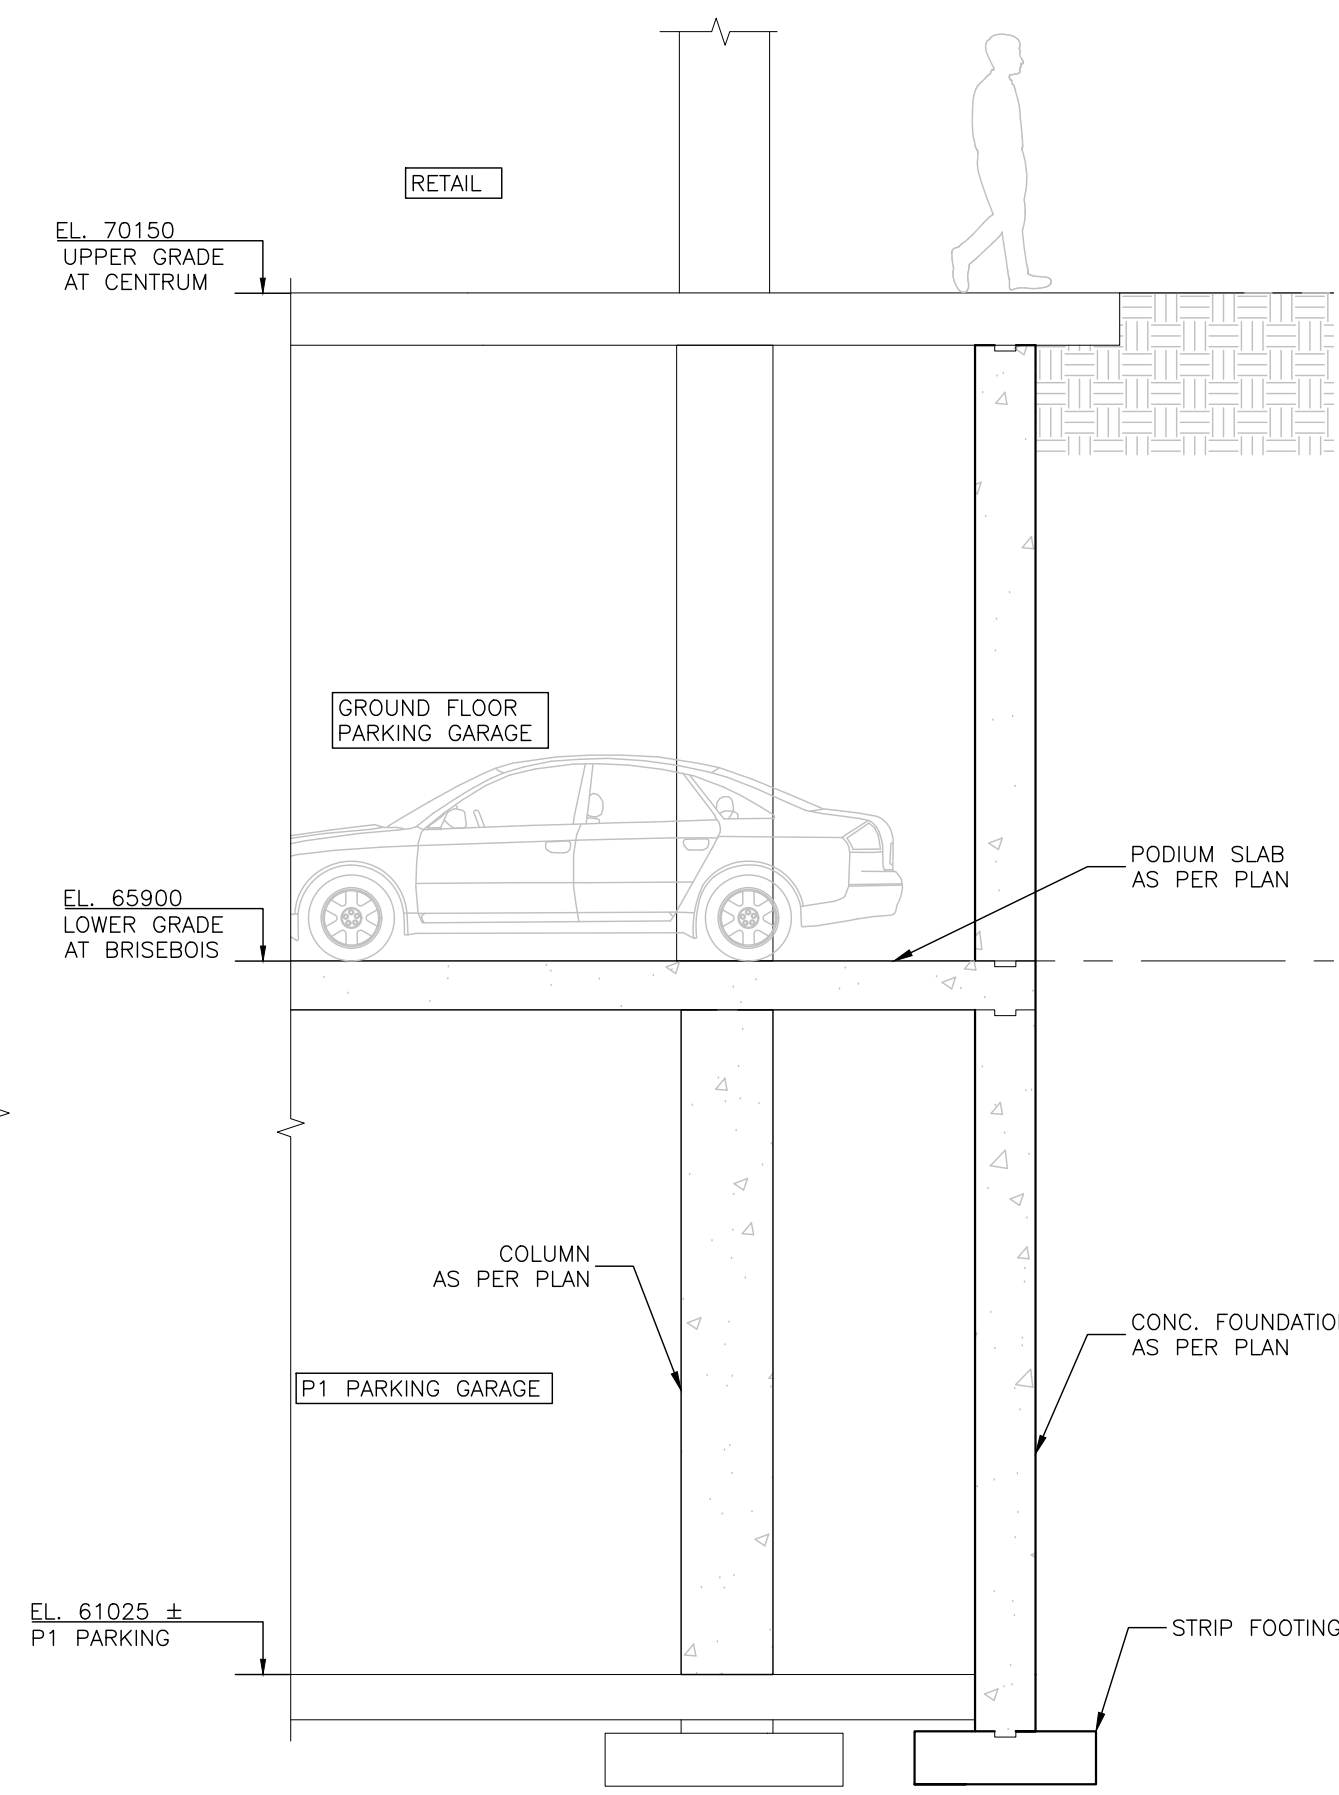 RETAIL
EL. 70150
UPPER GRADE
AT CENTRUM
GROUND FLOOR
PARKING GARAGE
PODIUM SLAB
AS PER PLAN
EL. 65900
LOWER GRADE
AT BRISEBOIS
COLUMN
AS PER PLAN
CONC. FOUNDATIO
AS PER PLAN
P1 PARKING GARAGE
EL. 61025 ±
P1 PARKING
STRIP FOOTING